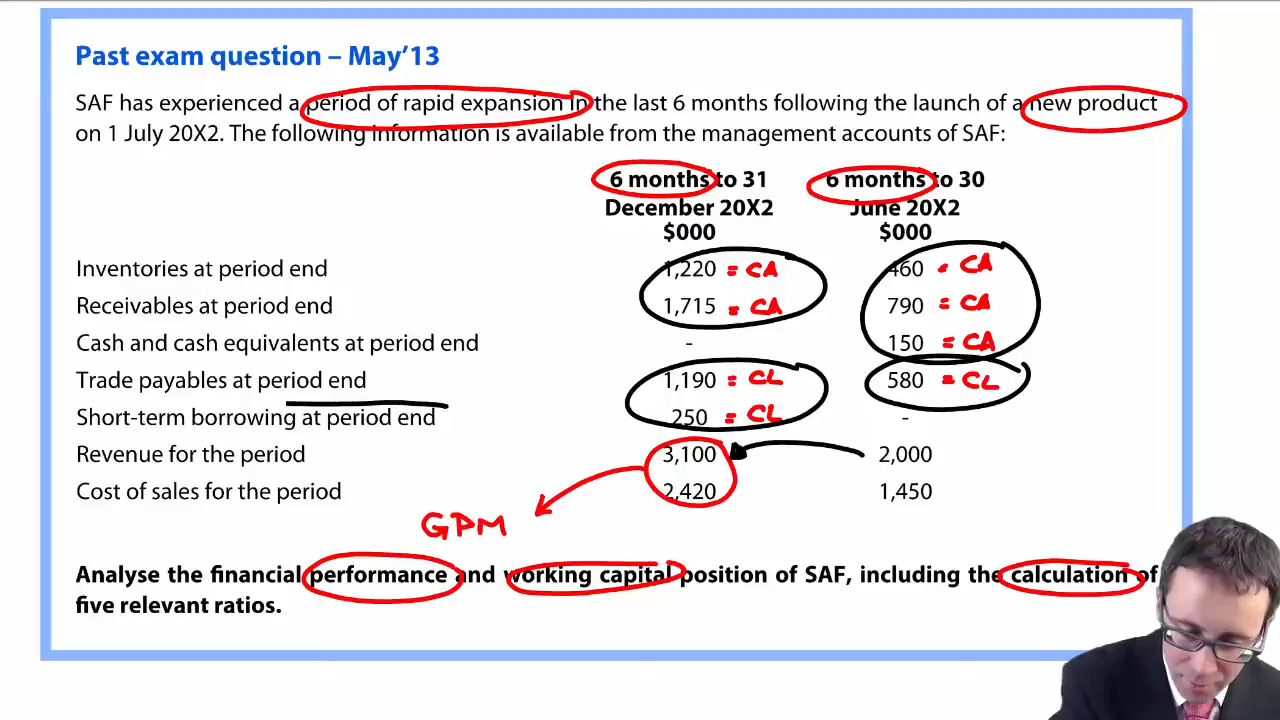 Past exam question – May'13
SAF has experienced a period of rapid expansion in the last 6 months following the launch of a new product
on 1 July 20X2. The following information is available from the management accounts of SAF:
6 months to 31 6 months to 30
December 20X2 June 20X2
$000 $000
Inventories at period end 1,220 = CA 460 = CA
Receivables at period end 1,715 = CA 790 = CA
Cash and cash equivalents at period end - 150 = CA
Trade payables at period end 1,190 = CL 580 = CL
Short-term borrowing at period end 250 = CL -
Revenue for the period 3,100 2,000
Cost of sales for the period 2,420 1,450
GPM
Analyse the financial performance and working capital position of SAF, including the calculation of
five relevant ratios.